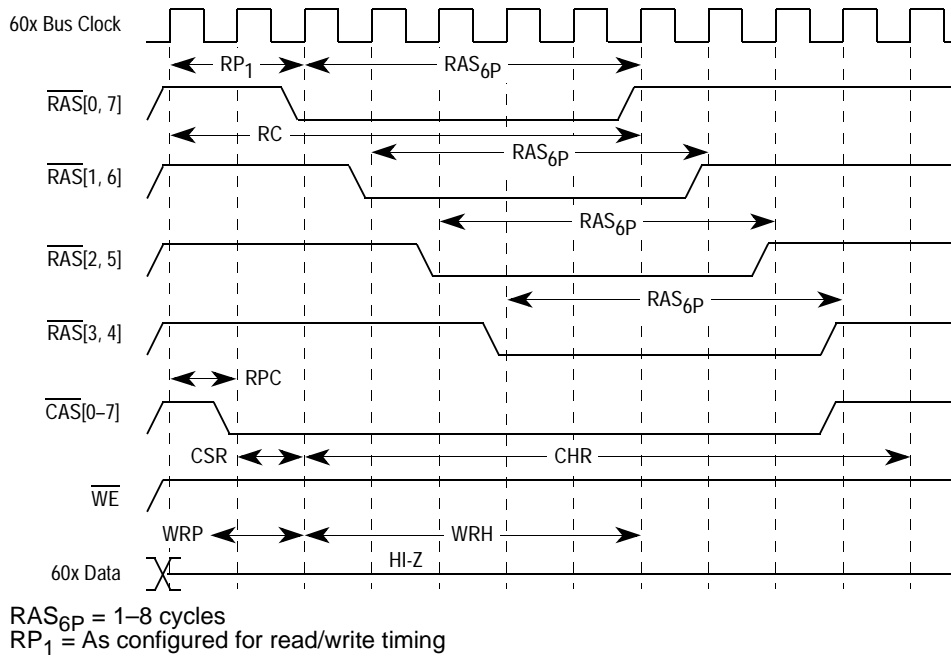 60x Bus Clock
RP1 RAS6P
RAS[0, 7]
RC
RAS6P
RAS[1, 6]
RAS6P
RAS[2, 5]
RAS6P
RAS[3, 4]
RPC
CAS[0–7]
CSR CHR
WE
WRP WRH
HI-Z
60x Data
RAS6P = 1–8 cycles
RP1 = As configured for read/write timing